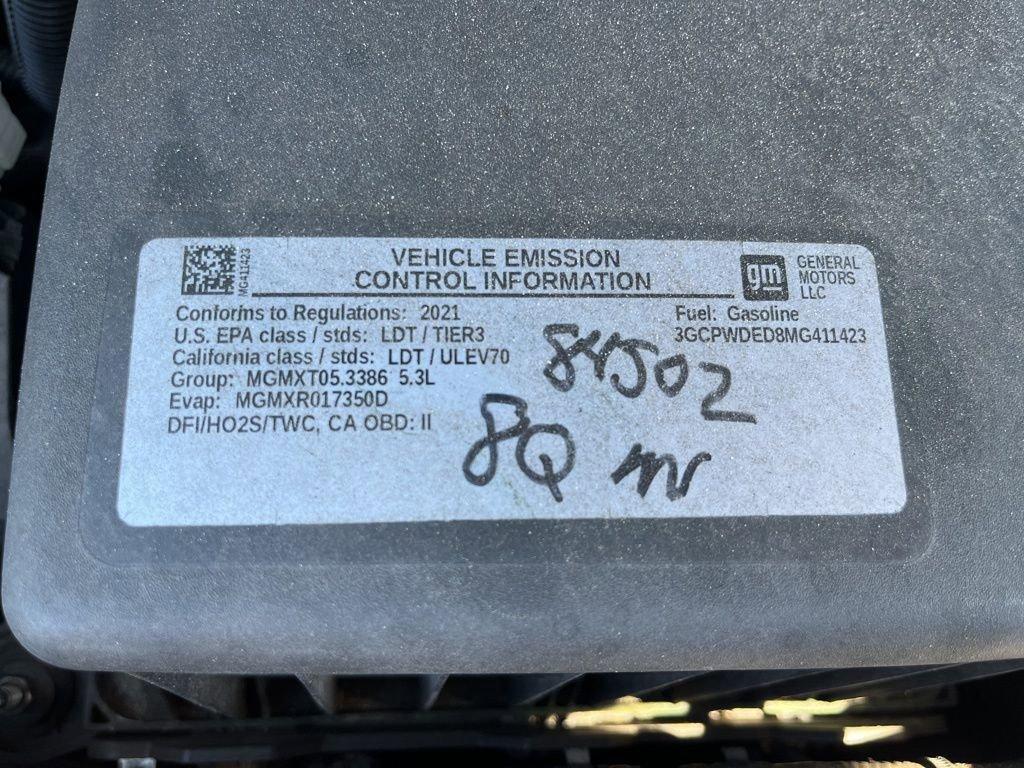 MG411423
VEHICLE EMISSION
CONTROL INFORMATION
gm
GENERAL
MOTORS
LLC
Conforms to Regulations: 2021
U.S. EPA class / stds: LDT / TIER3
California class / stds: LDT / ULEV70
Group: MGMXT05.3386 5.3L
Evap: MGMXR017350D
DFI/HO2S/TWC, CA OBD: II
Fuel: Gasoline
3GCPWDED8MG411423
84502
8Q